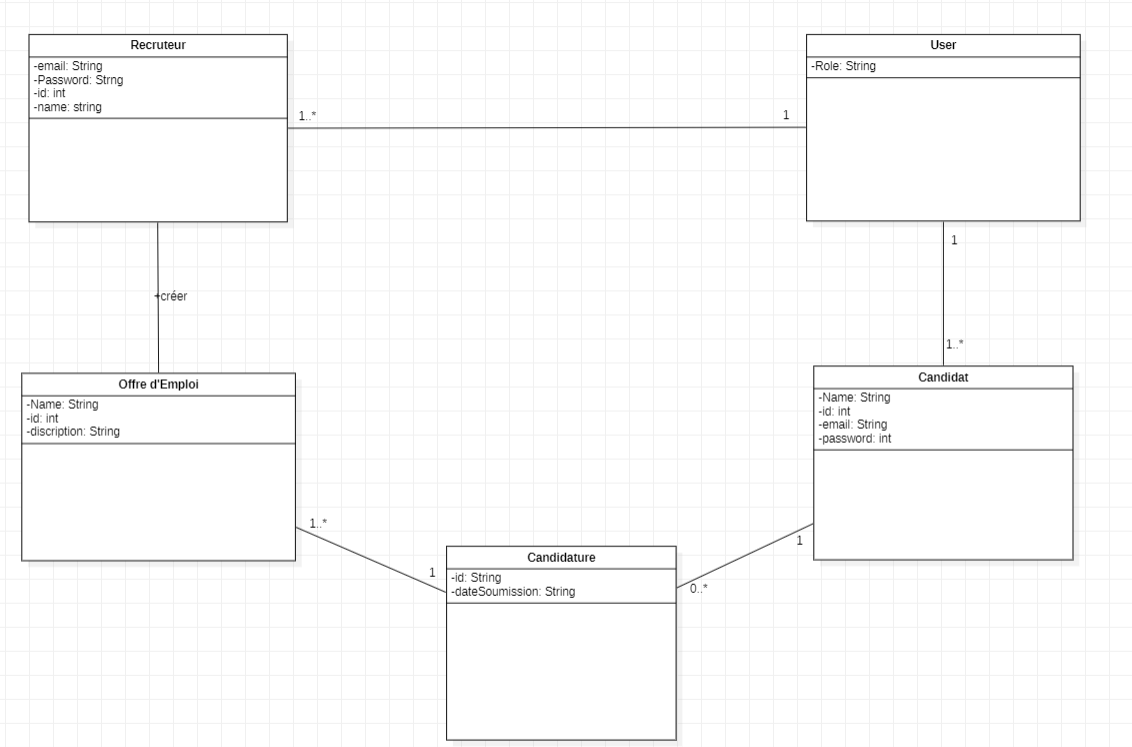 Recruteur
-email: String
-Password: Strng
-id: int
-name: string
1..*
1
User
-Role: String
1
1..*
+créer
Offre d'Emploi
-Name: String
-id: int
-discription: String
1..*
1
Candidat
-Name: String
-id: int
-email: String
-password: int
1
0..*
Candidature
-id: String
-dateSoumission: String